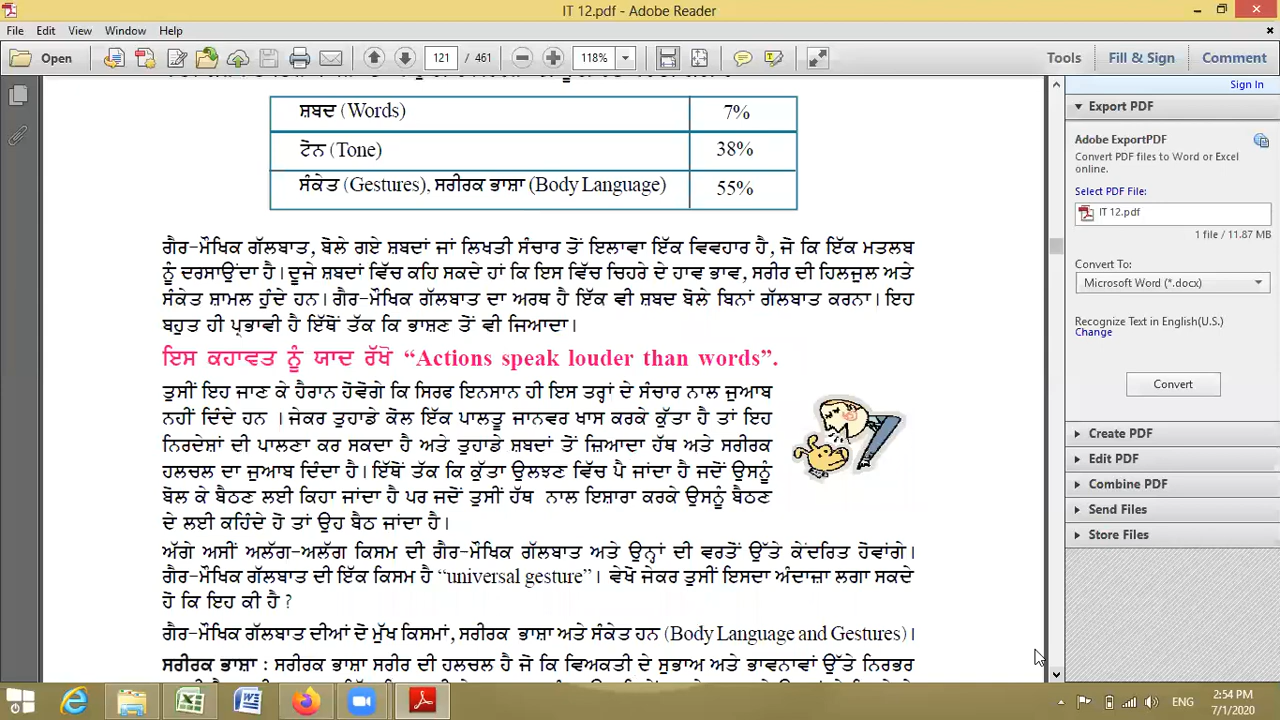 IT 12.pdf - Adobe Reader
File Edit View Window Help
Open 121 / 461 118% Tools Fill & Sign Comment
Sign In
ਸ਼ਬਦ (Words) 7%
ਟੋਨ (Tone) 38%
ਸੰਕੇਤ (Gestures), ਸਰੀਰਕ ਭਾਸ਼ਾ (Body Language) 55%
ਗੈਰ-ਮੌਖਿਕ ਗੱਲਬਾਤ, ਬੋਲੇ ਗਏ ਸ਼ਬਦਾਂ ਜਾਂ ਲਿਖਤੀ ਸੰਚਾਰ ਤੋਂ ਇਲਾਵਾ ਇੱਕ ਵਿਵਹਾਰ ਹੈ, ਜੋ ਕਿ ਇੱਕ ਮਤਲਬ
ਨੂੰ ਦਰਸਾਉਂਦਾ ਹੈ। ਦੂਜੇ ਸ਼ਬਦਾਂ ਵਿੱਚ ਕਹਿ ਸਕਦੇ ਹਾਂ ਕਿ ਇਸ ਵਿੱਚ ਚਿਹਰੇ ਦੇ ਹਾਵ ਭਾਵ, ਸਰੀਰ ਦੀ ਹਿਲਜੁਲ ਅਤੇ
ਸੰਕੇਤ ਸ਼ਾਮਲ ਹੁੰਦੇ ਹਨ। ਗੈਰ-ਮੌਖਿਕ ਗੱਲਬਾਤ ਦਾ ਅਰਥ ਹੈ ਇੱਕ ਵੀ ਸ਼ਬਦ ਬੋਲੇ ਬਿਨਾਂ ਗੱਲਬਾਤ ਕਰਨਾ। ਇਹ
ਬਹੁਤ ਹੀ ਪ੍ਰਭਾਵੀ ਹੈ ਇੱਥੋਂ ਤੱਕ ਕਿ ਭਾਸ਼ਣ ਤੋਂ ਵੀ ਜਿਆਦਾ।
ਇਸ ਕਹਾਵਤ ਨੂੰ ਯਾਦ ਰੱਖੋ “Actions speak louder than words”.
ਤੁਸੀਂ ਇਹ ਜਾਣ ਕੇ ਹੈਰਾਨ ਹੋਵੋਗੇ ਕਿ ਸਿਰਫ ਇਨਸਾਨ ਹੀ ਇਸ ਤਰ੍ਹਾਂ ਦੇ ਸੰਚਾਰ ਨਾਲ ਜੁਆਬ
ਨਹੀਂ ਦਿੰਦੇ ਹਨ । ਜੇਕਰ ਤੁਹਾਡੇ ਕੋਲ ਇੱਕ ਪਾਲਤੂ ਜਾਨਵਰ ਖਾਸ ਕਰਕੇ ਕੁੱਤਾ ਹੈ ਤਾਂ ਇਹ
ਨਿਰਦੇਸ਼ਾਂ ਦੀ ਪਾਲਣਾ ਕਰ ਸਕਦਾ ਹੈ ਅਤੇ ਤੁਹਾਡੇ ਸ਼ਬਦਾਂ ਤੋਂ ਜ਼ਿਆਦਾ ਹੱਥ ਅਤੇ ਸਰੀਰਕ
ਹਲਚਲ ਦਾ ਜੁਆਬ ਦਿੰਦਾ ਹੈ। ਇੱਥੋਂ ਤੱਕ ਕਿ ਕੁੱਤਾ ਉਲਝਣ ਵਿੱਚ ਪੈ ਜਾਂਦਾ ਹੈ ਜਦੋਂ ਉਸਨੂੰ
ਬੋਲ ਕੇ ਬੈਠਣ ਲਈ ਕਿਹਾ ਜਾਂਦਾ ਹੈ ਪਰ ਜਦੋਂ ਤੁਸੀਂ ਹੱਥ ਨਾਲ ਇਸ਼ਾਰਾ ਕਰਕੇ ਉਸਨੂੰ ਬੈਠਣ
ਦੇ ਲਈ ਕਹਿੰਦੇ ਹੋ ਤਾਂ ਉਹ ਬੈਠ ਜਾਂਦਾ ਹੈ।
ਅੱਗੇ ਅਸੀਂ ਅਲੱਗ-ਅਲੱਗ ਕਿਸਮ ਦੀ ਗੈਰ-ਮੌਖਿਕ ਗੱਲਬਾਤ ਅਤੇ ਉਨ੍ਹਾਂ ਦੀ ਵਰਤੋਂ ਉੱਤੇ ਕੇਂਦਰਿਤ ਹੋਵਾਂਗੇ।
ਗੈਰ-ਮੌਖਿਕ ਗੱਲਬਾਤ ਦੀ ਇੱਕ ਕਿਸਮ ਹੈ “universal gesture”। ਵੇਖੋ ਜੇਕਰ ਤੁਸੀਂ ਇਸਦਾ ਅੰਦਾਜ਼ਾ ਲਗਾ ਸਕਦੇ
ਹੋ ਕਿ ਇਹ ਕੀ ਹੈ ?
ਗੈਰ-ਮੌਖਿਕ ਗੱਲਬਾਤ ਦੀਆਂ ਦੋ ਮੁੱਖ ਕਿਸਮਾਂ, ਸਰੀਰਕ ਭਾਸ਼ਾ ਅਤੇ ਸੰਕੇਤ ਹਨ (Body Language and Gestures)।
ਸਰੀਰਕ ਭਾਸ਼ਾ : ਸਰੀਰਕ ਭਾਸ਼ਾ ਸਰੀਰ ਦੀ ਹਲਚਲ ਹੈ ਜੋ ਕਿ ਵਿਅਕਤੀ ਦੇ ਸੁਭਾਅ ਅਤੇ ਭਾਵਨਾਵਾਂ ਉੱਤੇ ਨਿਰਭਰ
Export PDF
Adobe ExportPDF
Convert PDF files to Word or Excel
online.
Select PDF File:
IT 12.pdf
1 file / 11.87 MB
Convert To:
Microsoft Word (*.docx)
Recognize Text in English(U.S.)
Change
Convert
Create PDF
Edit PDF
Combine PDF
Send Files
Store Files
ENG
2:54 PM
7/1/2020